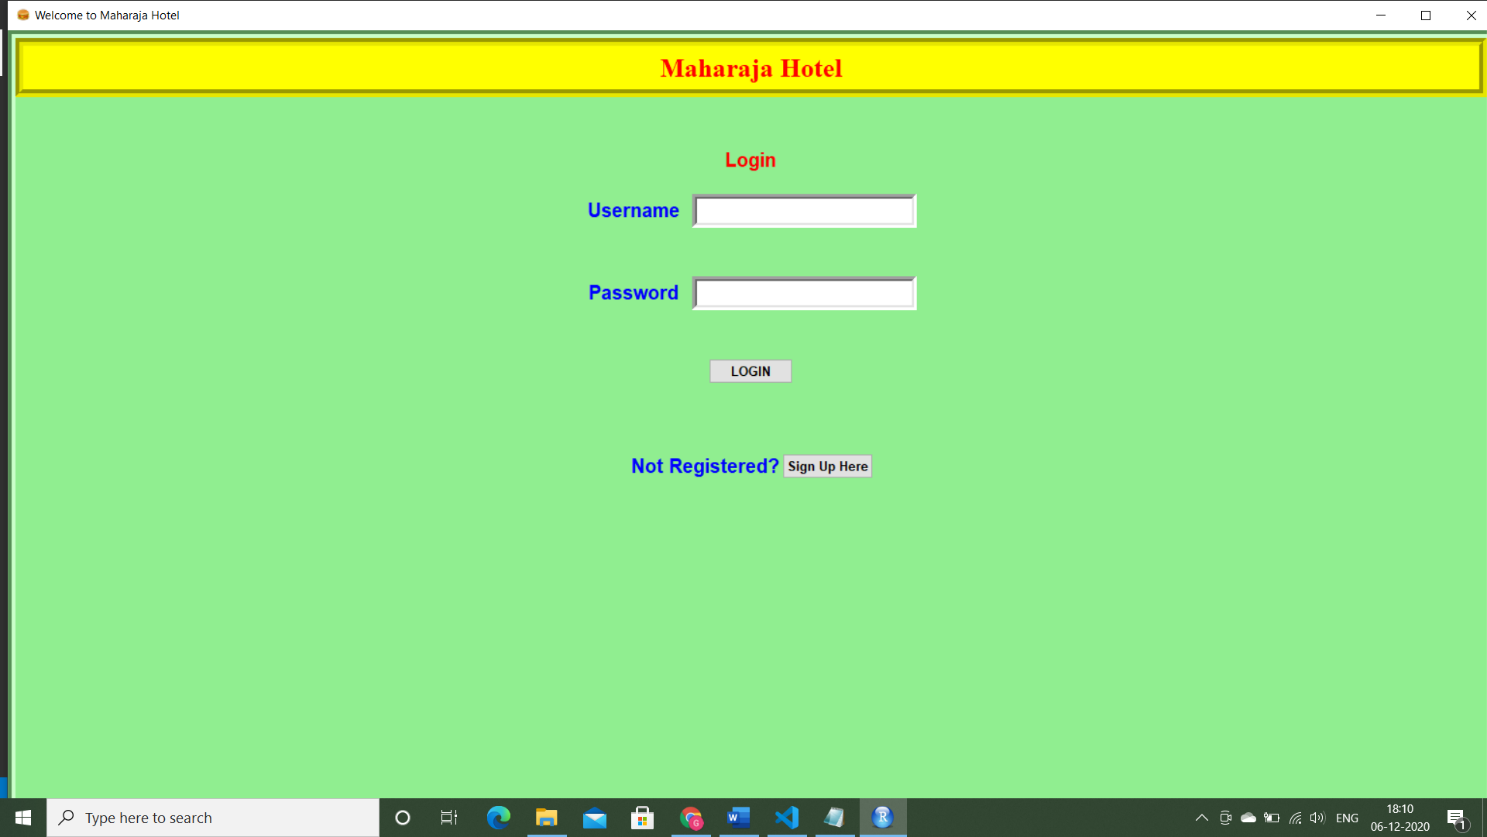 Welcome to Maharaja Hotel
Maharaja Hotel
Login
Username
Password
LOGIN
Not Registered? Sign Up Here
Type here to search
ENG
18:10
06-12-2020
1